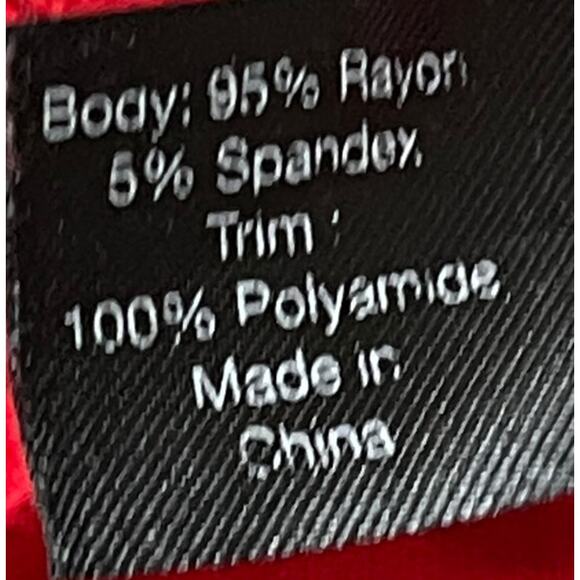 Body: 95% Rayon
5% Spandex
Trim :
100% Polyamide
Made in
China